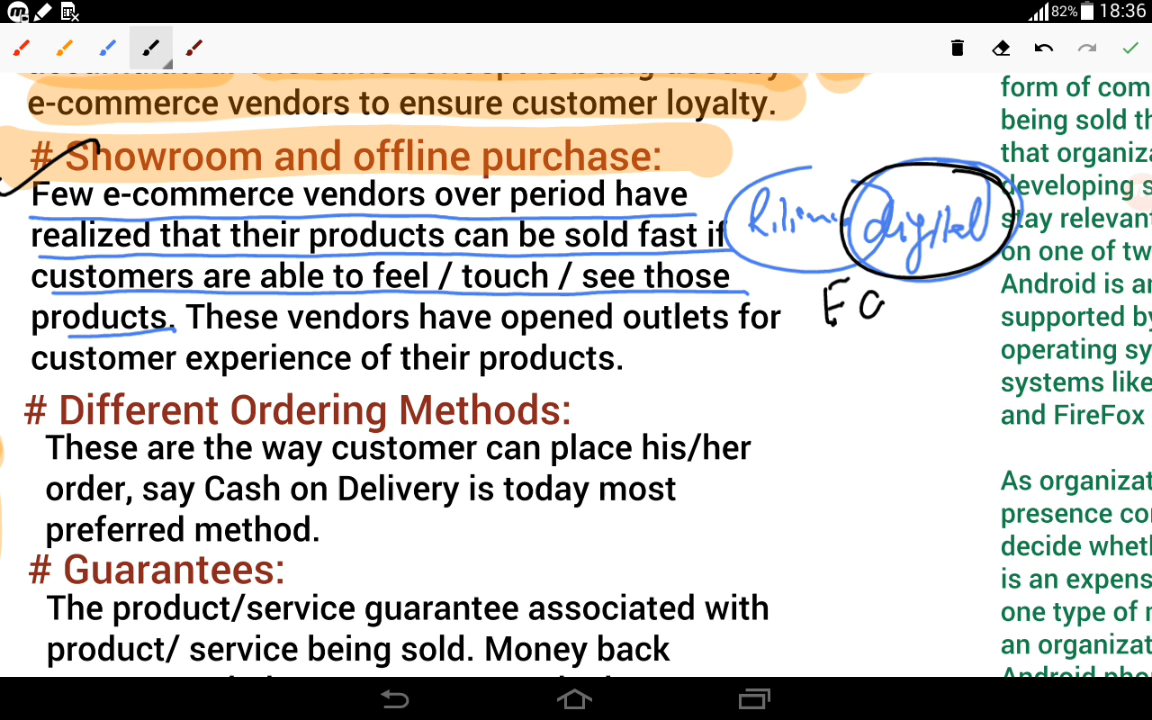 82% 18:36
e-commerce vendors to ensure customer loyalty.
# Showroom and offline purchase:
Few e-commerce vendors over period have
realized that their products can be sold fast if
customers are able to feel / touch / see those
products. These vendors have opened outlets for
customer experience of their products.
digital
# Different Ordering Methods:
These are the way customer can place his/her
order, say Cash on Delivery is today most
preferred method.
# Guarantees:
The product/service guarantee associated with
product/ service being sold. Money back
form of com
being sold th
that organiza
developing s
stay relevant
on one of tw
Android is an
supported by
operating sy
systems like
and FireFox
As organizat
presence co
decide wheth
is an expens
one type of
an organizat